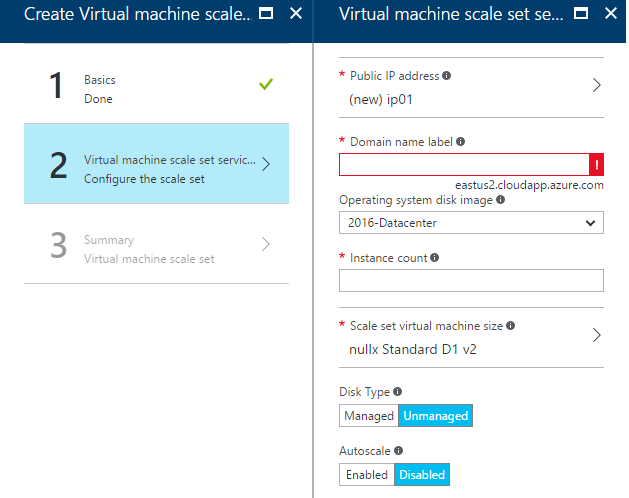 Create Virtual machine scale...
1
Basics
Done
2
Virtual machine scale set servic...
Configure the scale set
3
Summary
Virtual machine scale set
Virtual machine scale set se...
* Public IP address
(new) ip01
* Domain name label
!
eastus2.cloudapp.azure.com
Operating system disk image
2016-Datacenter
* Instance count
* Scale set virtual machine size
nullx Standard D1 v2
Disk Type
Managed Unmanaged
Autoscale
Enabled Disabled